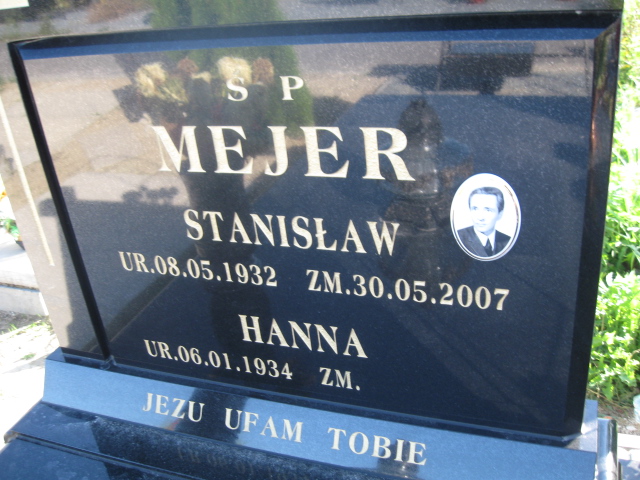 Ś P
MEJER
STANISŁAW
UR.08.05.1932 ZM.30.05.2007
HANNA
UR.06.01.1934 ZM.
JEZU UFAM TOBIE